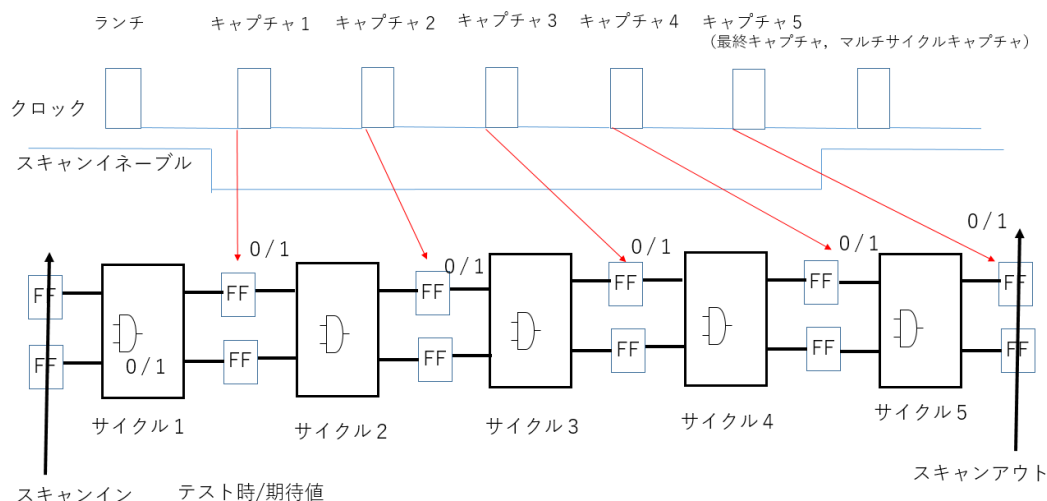 ランチ
キャプチャ1
キャプチャ2
キャプチャ3
キャプチャ4
キャプチャ5
(最終キャプチャ，マルチサイクルキャプチャ)
クロック
スキャンイネーブル
0/1
0/1
0/1
0/1
0/1
FF
FF
FF
FF
FF
FF
FF
FF
FF
FF
FF
FF
0/1
サイクル1
サイクル2
サイクル3
サイクル4
サイクル5
スキャンイン
テスト時/期待値
スキャンアウト